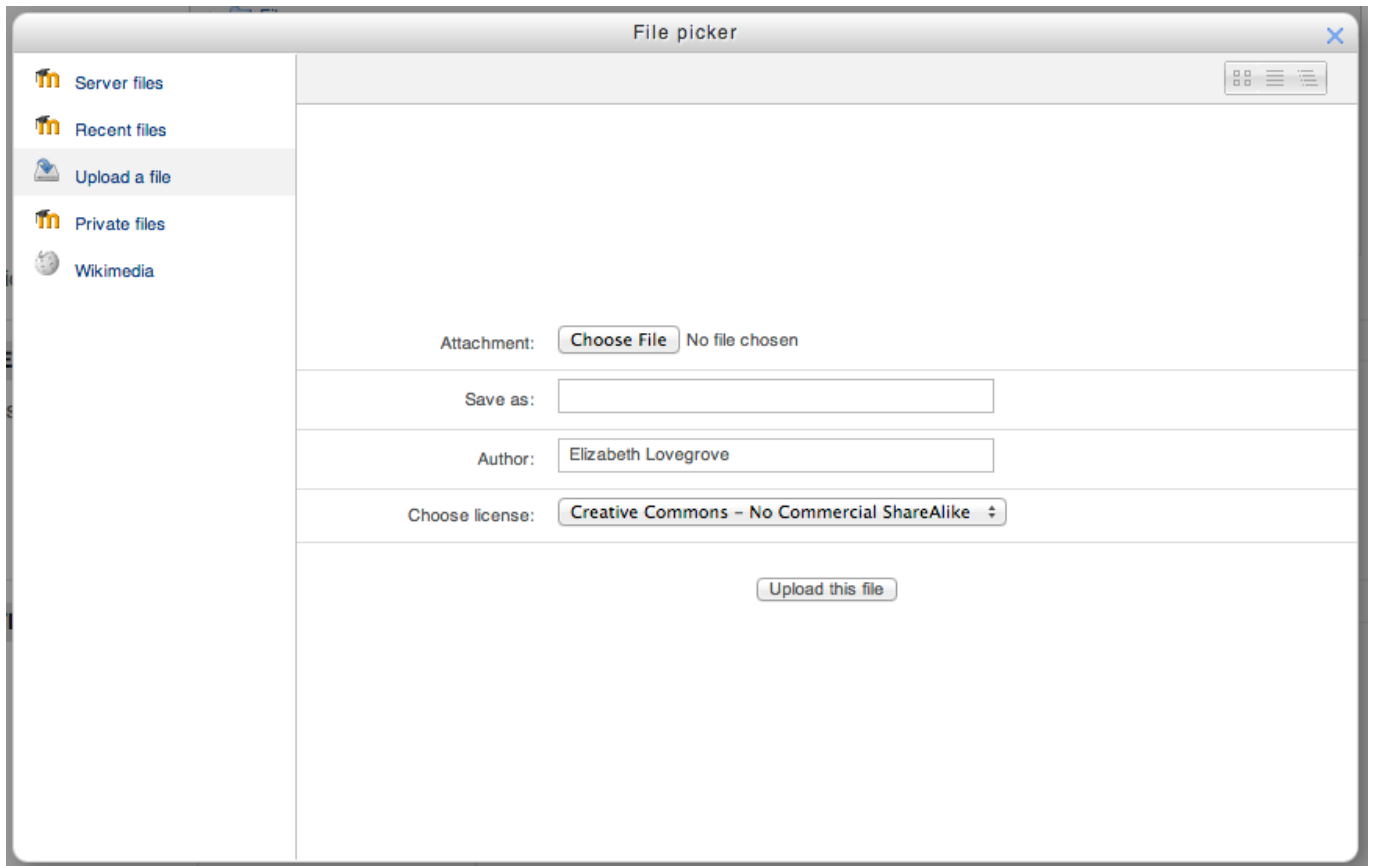 File picker
Server files
Recent files
Upload a file
Private files
Wikimedia
Attachment: Choose File No file chosen
Save as:
Author: Elizabeth Lovegrove
Choose license: Creative Commons – No Commercial ShareAlike
Upload this file